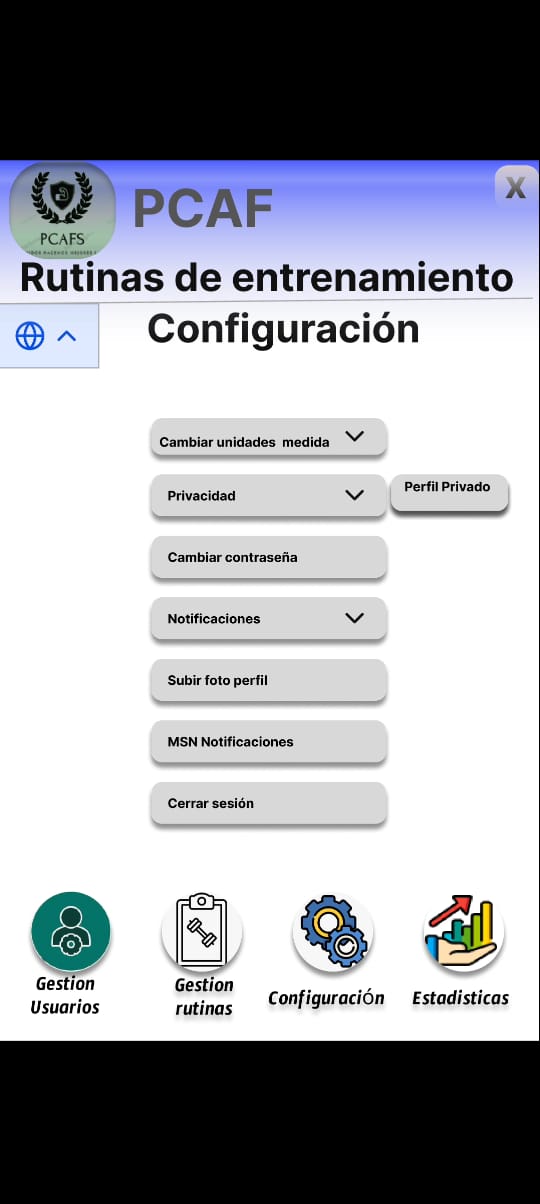 PCAF
X
PCAFS
Rutinas de entrenamiento
Configuración
Cambiar unidades medida
Privacidad
Perfil Privado
Cambiar contraseña
Notificaciones
Subir foto perfil
MSN Notificaciones
Cerrar sesión
Gestion
Usuarios
Gestion
rutinas
Configuración
Estadisticas